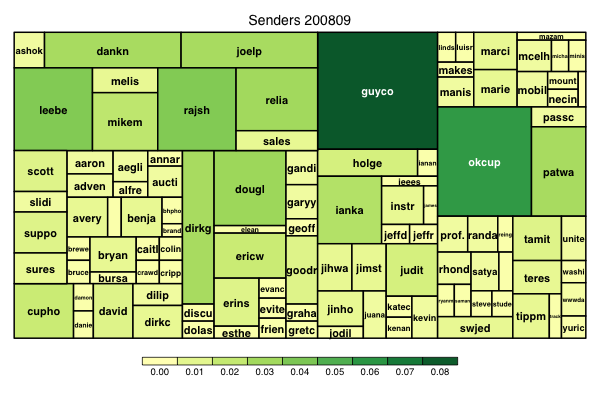 Senders 200809
ashok
dankn
joelp
leebe
melis
mikem
rajsh
relia
sales
guyco
linds
luisr
makes
manis
marci
marie
mazam
mcelh
micha
minis
mobil
mount
necin
okcup
passc
patwa
scott
slidi
suppo
sures
aaron
adven
aegli
alfre
annar
aucti
avery
benja
bhpho
brand
brewe
bruce
bryan
bursa
caitl
crawd
colin
cripp
cupho
damon
danie
david
dilip
dirkc
dirkg
discu
dolas
dougl
elean
ericw
erins
esthe
evanc
evite
frien
gandi
garyy
geoff
goodr
graha
gretc
holge
ianan
ianka
jeees
instr
james
jeffd
jeffr
jihwa
jimst
jinho
jodil
juana
judit
katec
kenan
kevin
prof.
randa
reing
rhond
satya
ryanm
saman
steve
stude
swjed
tamit
teres
tippm
track
unite
washi
wwwda
yuric
0.00 0.01 0.02 0.03 0.04 0.05 0.06 0.07 0.08